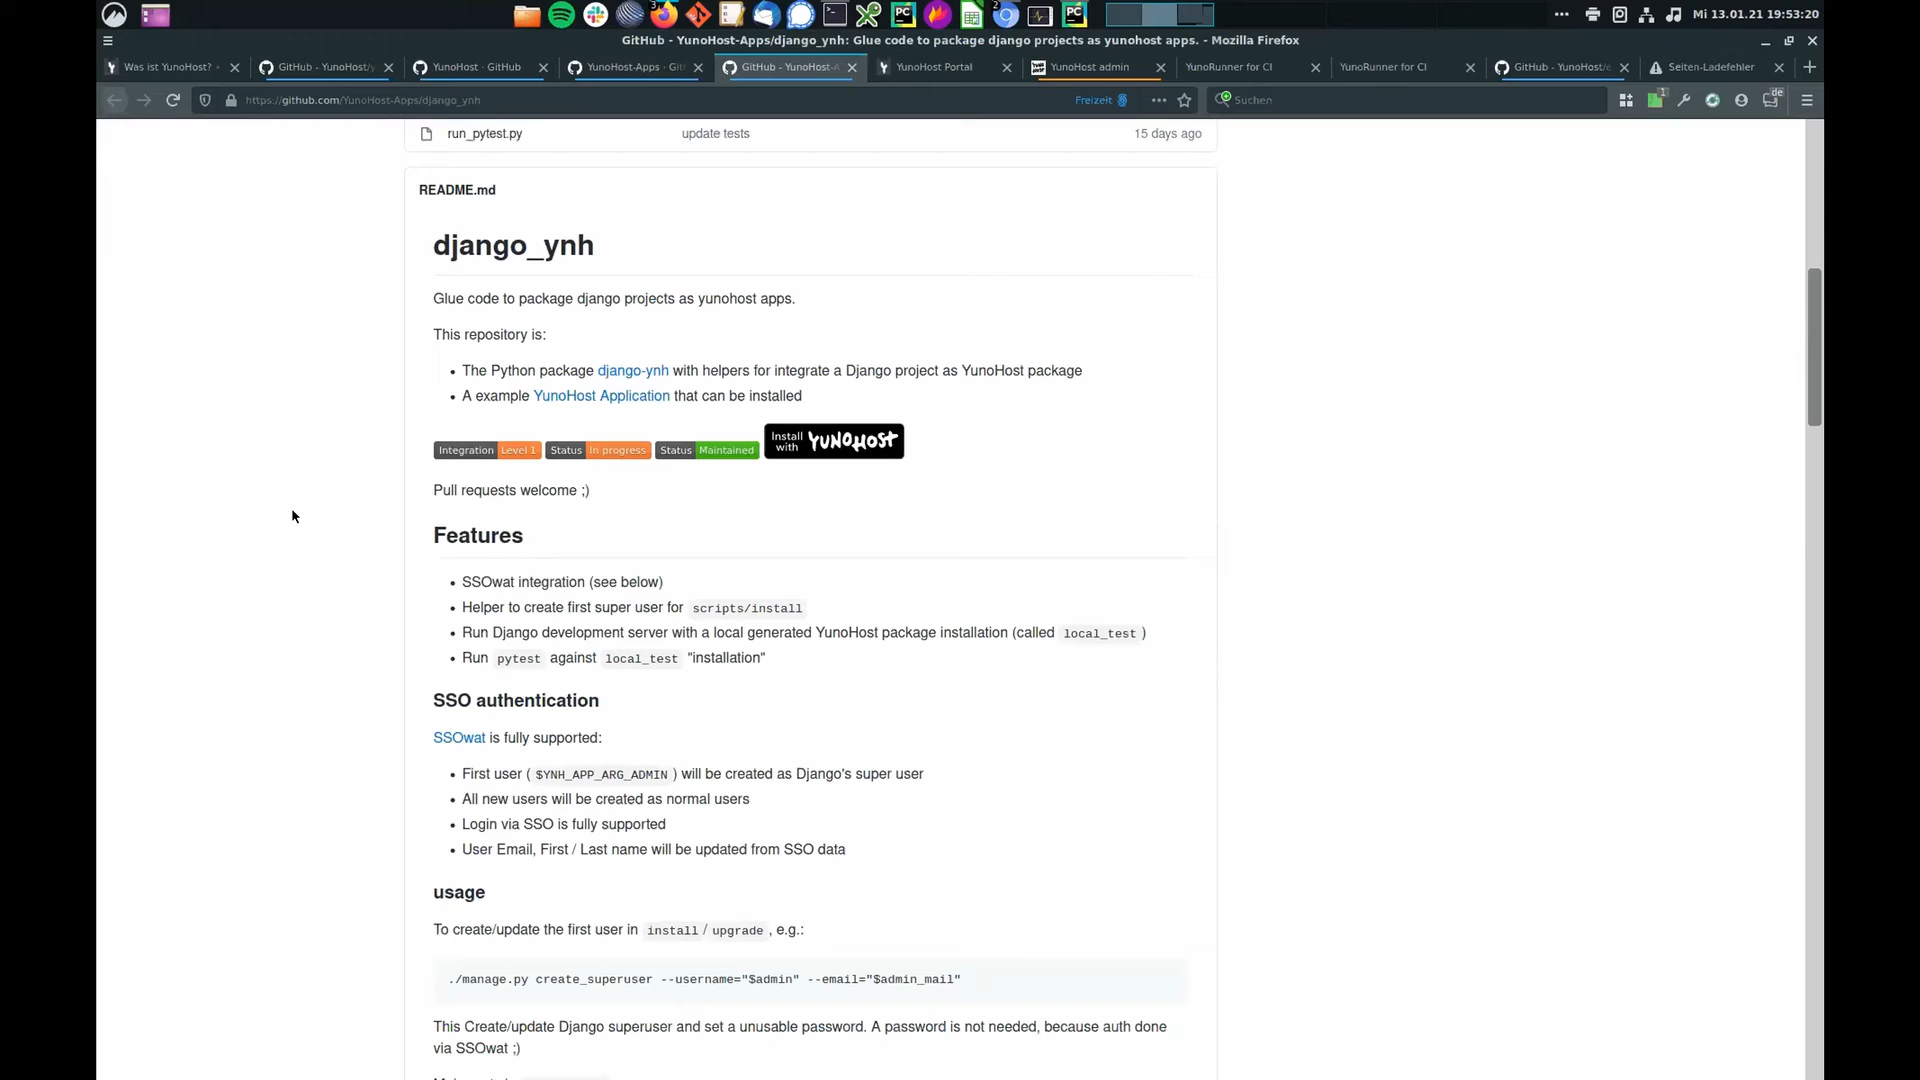 3
2
Mi 13.01.21 19:53:20
GitHub - YunoHost-Apps/django_ynh: Glue code to package django projects as yunohost apps. - Mozilla Firefox
Was ist YunoHost? GitHub - YunoHost/y YunoHost · GitHub YunoHost-Apps · Git GitHub - YunoHost-A YunoHost Portal YunoHost admin YunoRunner for CI YunoRunner for CI GitHub - YunoHost/e Seiten-Ladefehler
https://github.com/YunoHost-Apps/django_ynh Freizeit Suchen 1 de
run_pytest.py update tests 15 days ago
README.md
django_ynh
Glue code to package django projects as yunohost apps.
This repository is:
• The Python package django-ynh with helpers for integrate a Django project as YunoHost package
• A example YunoHost Application that can be installed
Integration Level 1 Status In progress Status Maintained Install with YUNOHOST
Pull requests welcome ;)
Features
• SSOwat integration (see below)
• Helper to create first super user for scripts/install
• Run Django development server with a local generated YunoHost package installation (called local_test )
• Run pytest against local_test "installation"
SSO authentication
SSOwat is fully supported:
• First user ( $YNH_APP_ARG_ADMIN ) will be created as Django's super user
• All new users will be created as normal users
• Login via SSO is fully supported
• User Email, First / Last name will be updated from SSO data
usage
To create/update the first user in install / upgrade , e.g.:
./manage.py create_superuser --username="$admin" --email="$admin_mail"
This Create/update Django superuser and set a unusable password. A password is not needed, because auth done
via SSOwat ;)